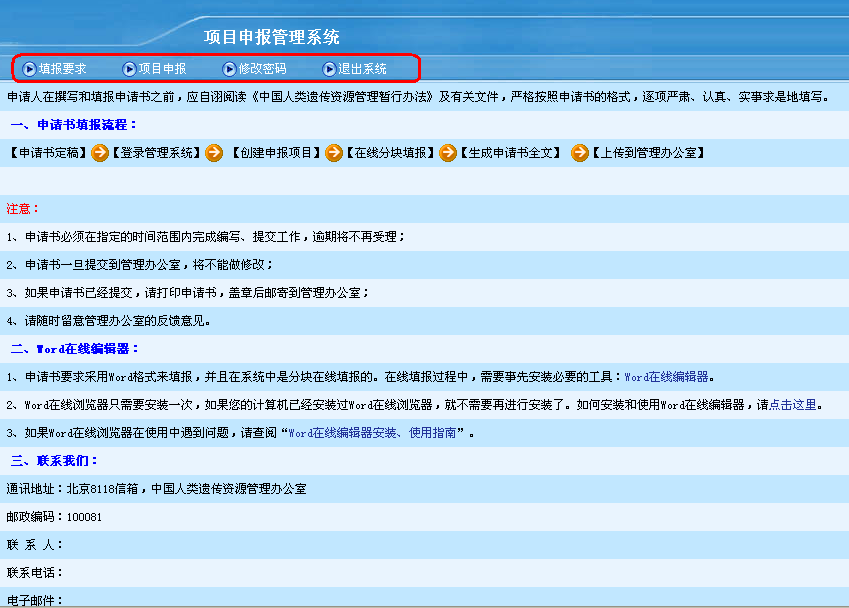 项目申报管理系统
填报要求 项目申报 修改密码 退出系统
申请人在撰写和填报申请书之前，应自诩阅读《中国人类遗传资源管理暂行办法》及有关文件，严格按照申请书的格式，逐项严肃、认真、实事求是地填写。
一、申请书填报流程：
【申请书定稿】【登录管理系统】【创建申报项目】【在线分块填报】【生成申请书全文】【上传到管理办公室】
注意：
1、申请书必须在指定的时间范围内完成编写、提交工作，逾期将不再受理；
2、申请书一旦提交到管理办公室，将不能做修改；
3、如果申请书已经提交，请打印申请书，盖章后邮寄到管理办公室；
4、请随时留意管理办公室的反馈意见。
二、Word在线编辑器：
1、申请书要求采用Word格式来填报，并且在系统中是分块在线填报的。在线填报过程中，需要事先安装必要的工具：Word在线编辑器。
2、Word在线浏览器只需要安装一次，如果您的计算机已经安装过Word在线浏览器，就不需要再进行安装了。如何安装和使用Word在线编辑器，请点击这里。
3、如果Word在线浏览器在使用中遇到问题，请查阅“Word在线编辑器安装、使用指南”。
三、联系我们：
通讯地址：北京8118信箱，中国人类遗传资源管理办公室
邮政编码：100081
联 系 人：
联系电话：
电子邮件：